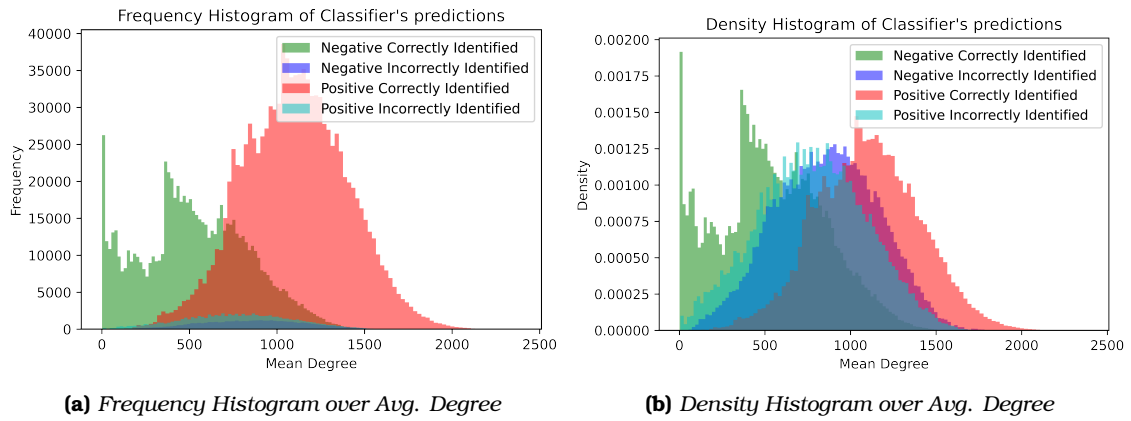 Frequency Histogram of Classifier's predictions
40000
35000
30000
25000
20000
15000
10000
5000
0
Frequency
Negative Correctly Identified
Negative Incorrectly Identified
Positive Correctly Identified
Positive Incorrectly Identified
0 500 1000 1500 2000 2500
Mean Degree
(a) Frequency Histogram over Avg. Degree
Density Histogram of Classifier's predictions
0.00200
0.00175
0.00150
0.00125
0.00100
0.00075
0.00050
0.00025
0.00000
Density
Negative Correctly Identified
Negative Incorrectly Identified
Positive Correctly Identified
Positive Incorrectly Identified
0 500 1000 1500 2000 2500
Mean Degree
(b) Density Histogram over Avg. Degree